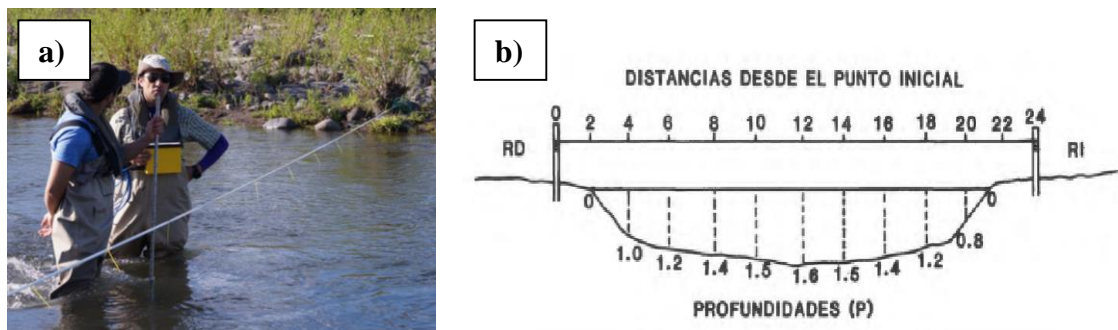 a)
b)
DISTANCIAS DESDE EL PUNTO INICIAL
0 2 4 6 8 10 12 14 16 18 20 22 24
RD RI
0 0
1.0 1.2 1.4 1.5 1.6 1.5 1.4 1.2 0.8
PROFUNDIDADES (P)